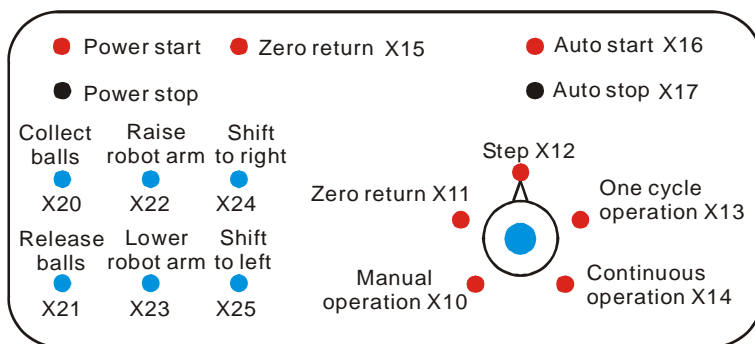 Power start
Zero return X15
Auto start X16
Power stop
Auto stop X17
Collect
balls
X20
Raise
robot arm
X22
Shift
to right
X24
Release
balls
X21
Lower
robot arm
X23
Shift
to left
X25
Step X12
Zero return X11
One cycle
operation X13
Manual
operation X10
Continuous
operation X14